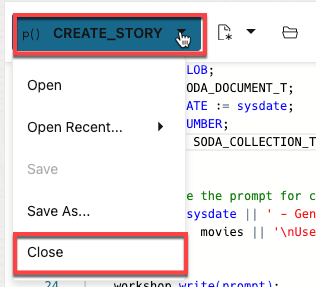 p() CREATE_STORY
LOB;
Open
ODA_DOCUMENT_T;
ATE := sysdate;
UMBER;
Open Recent...
SODA_COLLECTION_T
Save
e the prompt for c
Save As...
sysdate || ' - Gen
movies || '\nUse
Close
24
workshop.write(prompt);